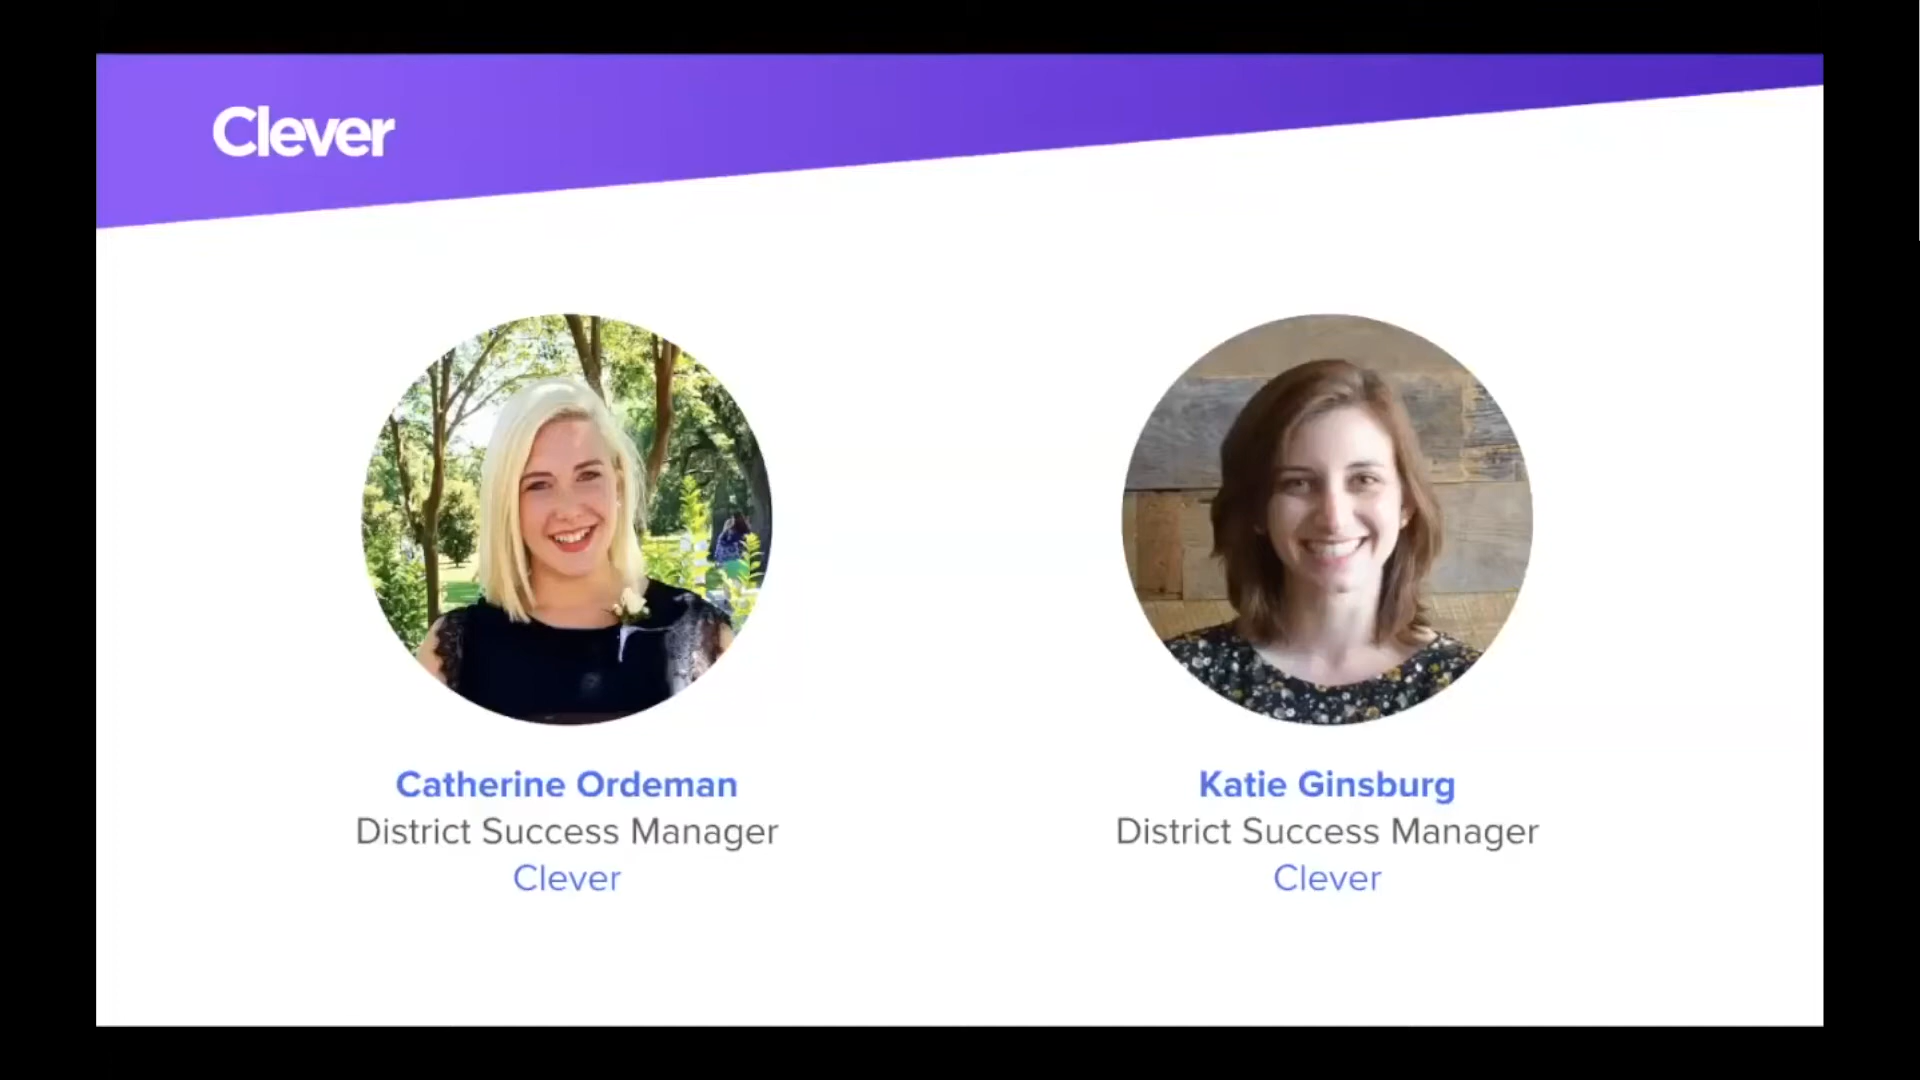 Clever
Catherine Ordeman
District Success Manager
Clever
Katie Ginsburg
District Success Manager
Clever